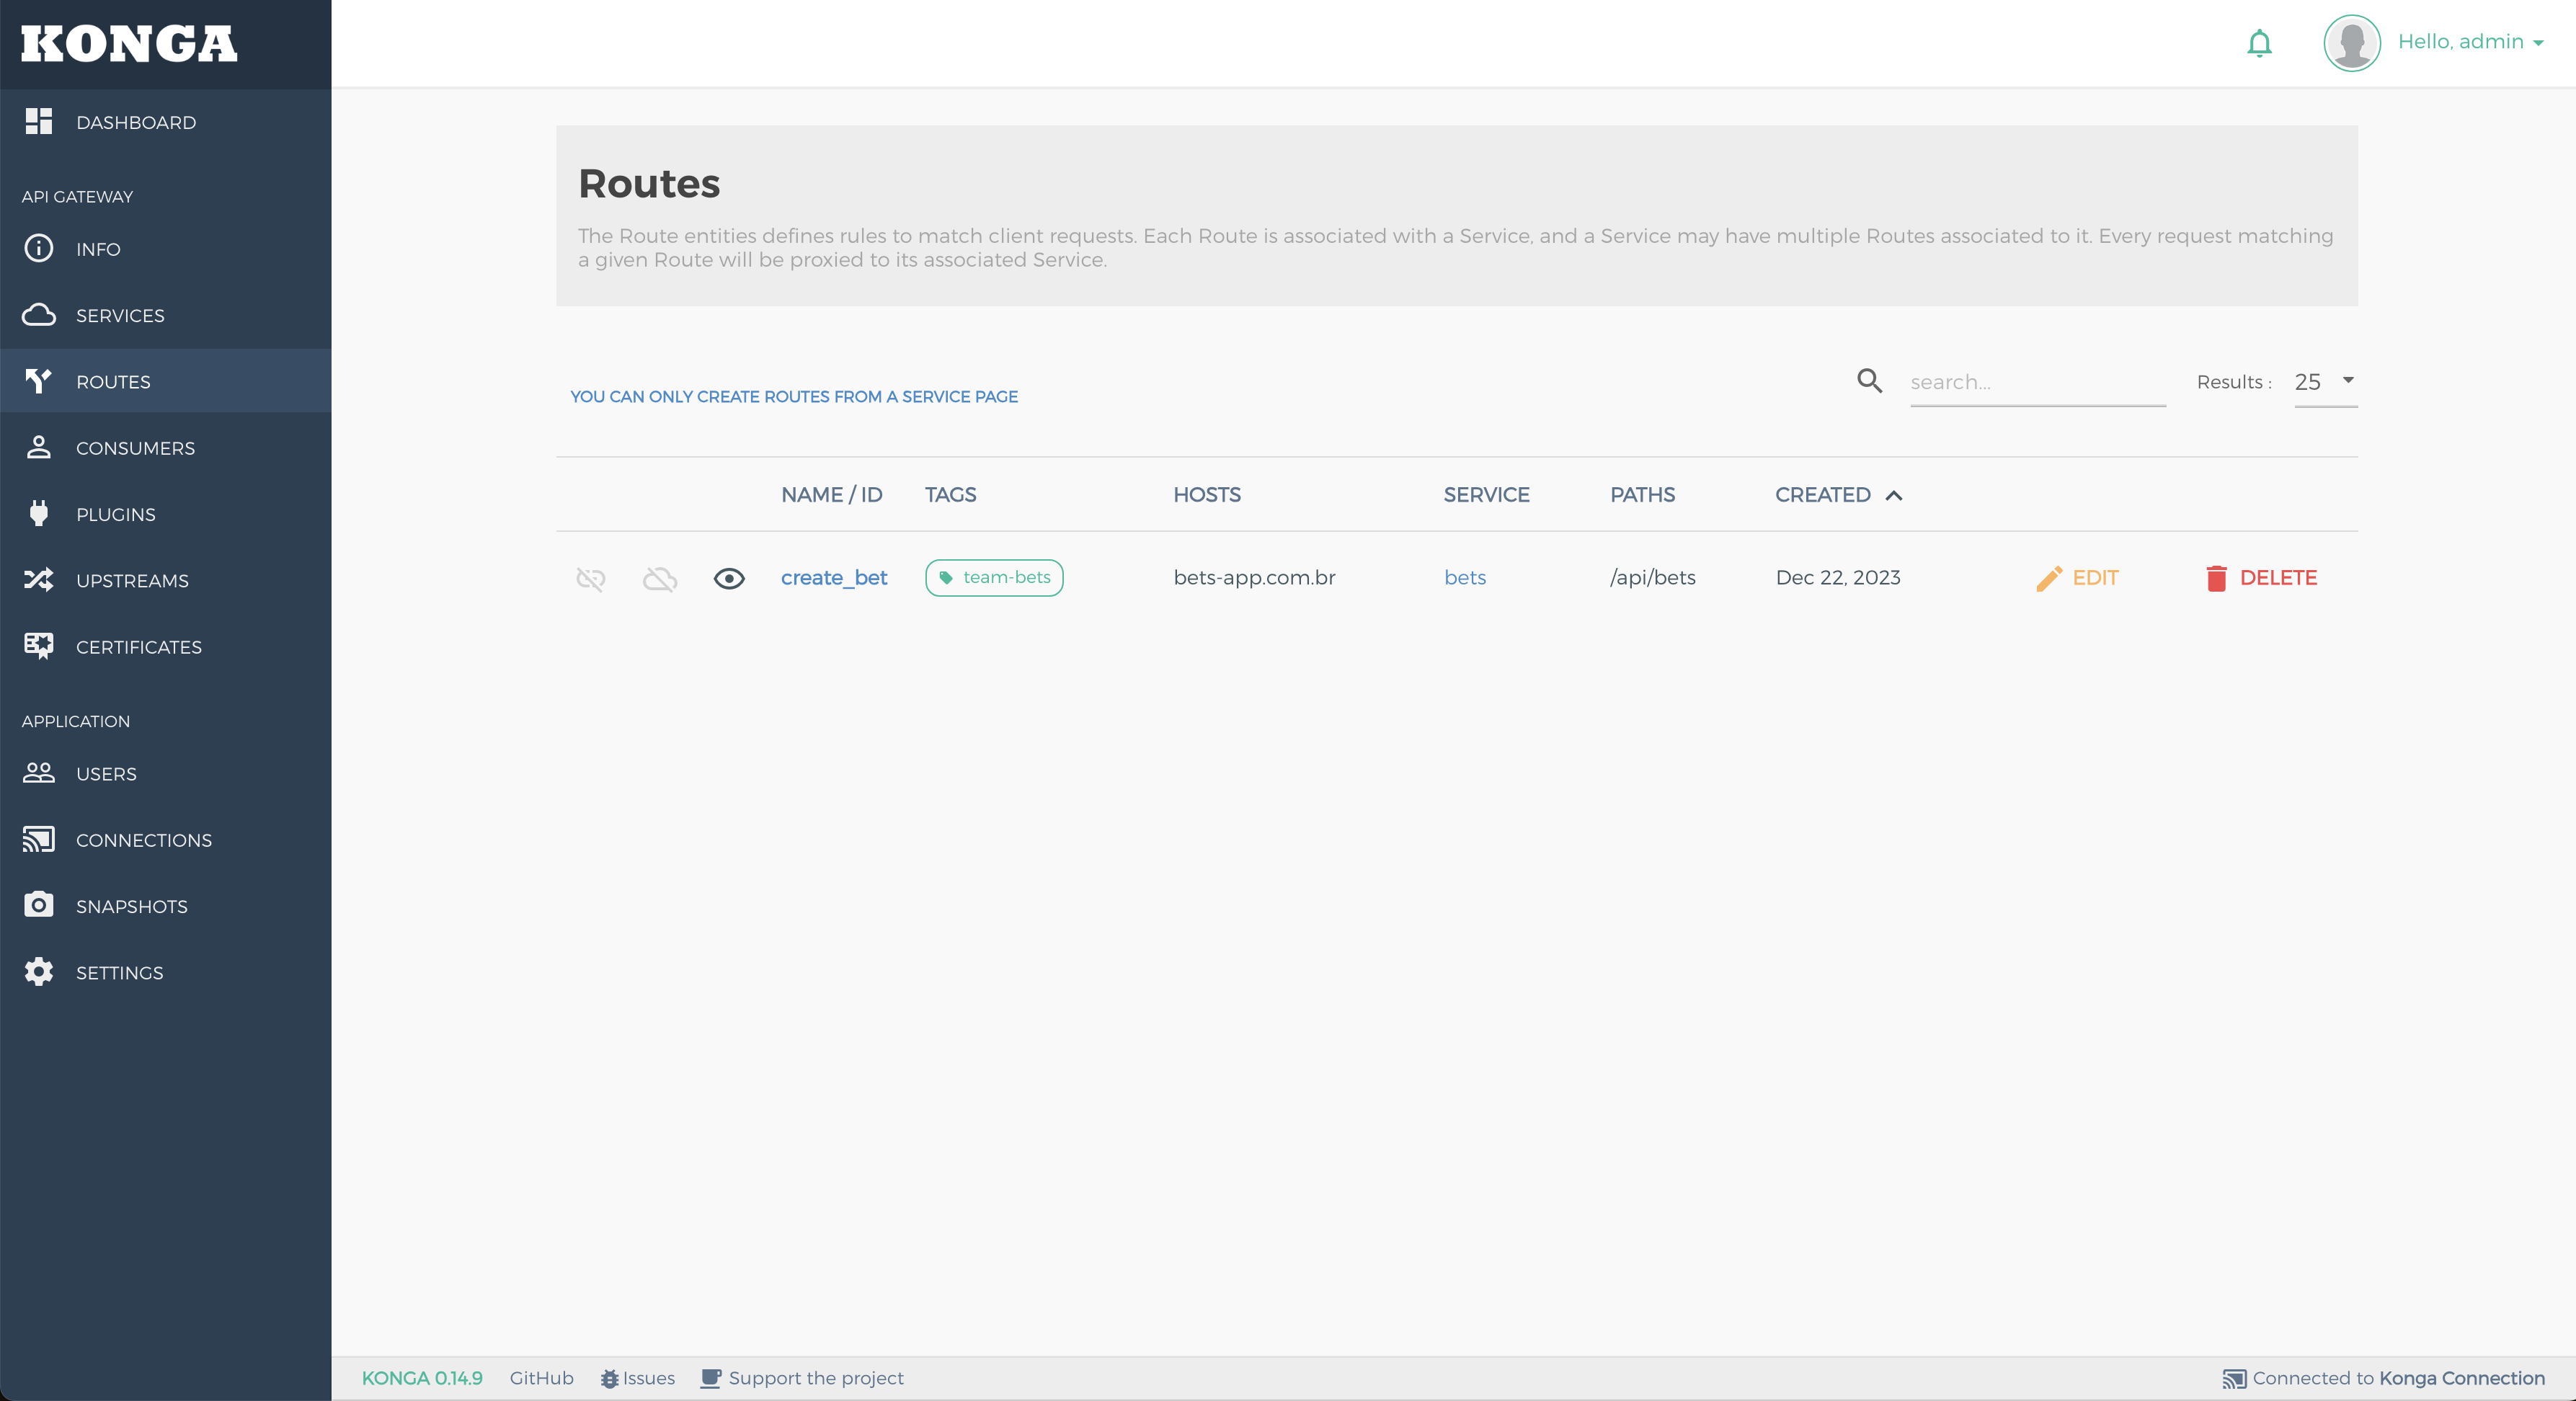 KONGA
Hello, admin
DASHBOARD
API GATEWAY
INFO
SERVICES
ROUTES
CONSUMERS
PLUGINS
UPSTREAMS
CERTIFICATES
APPLICATION
USERS
CONNECTIONS
SNAPSHOTS
SETTINGS
Routes
The Route entities defines rules to match client requests. Each Route is associated with a Service, and a Service may have multiple Routes associated to it. Every request matching
a given Route will be proxied to its associated Service.
YOU CAN ONLY CREATE ROUTES FROM A SERVICE PAGE
search...
Results : 25
NAME / ID TAGS HOSTS SERVICE PATHS CREATED
create_bet team-bets bets-app.com.br bets /api/bets Dec 22, 2023 EDIT DELETE
KONGA 0.14.9 GitHub Issues Support the project Connected to Konga Connection